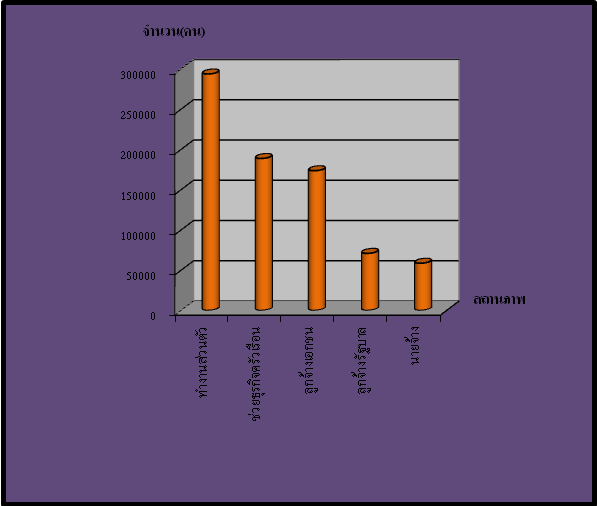 จำนวน(คน)
300000
250000
200000
150000
100000
50000
0
สถานภาพ
ทำงานส่วนตัว
ช่วยธุรกิจครัวเรือน
ลูกจ้างเอกชน
ลูกจ้างรัฐบาล
นายจ้าง